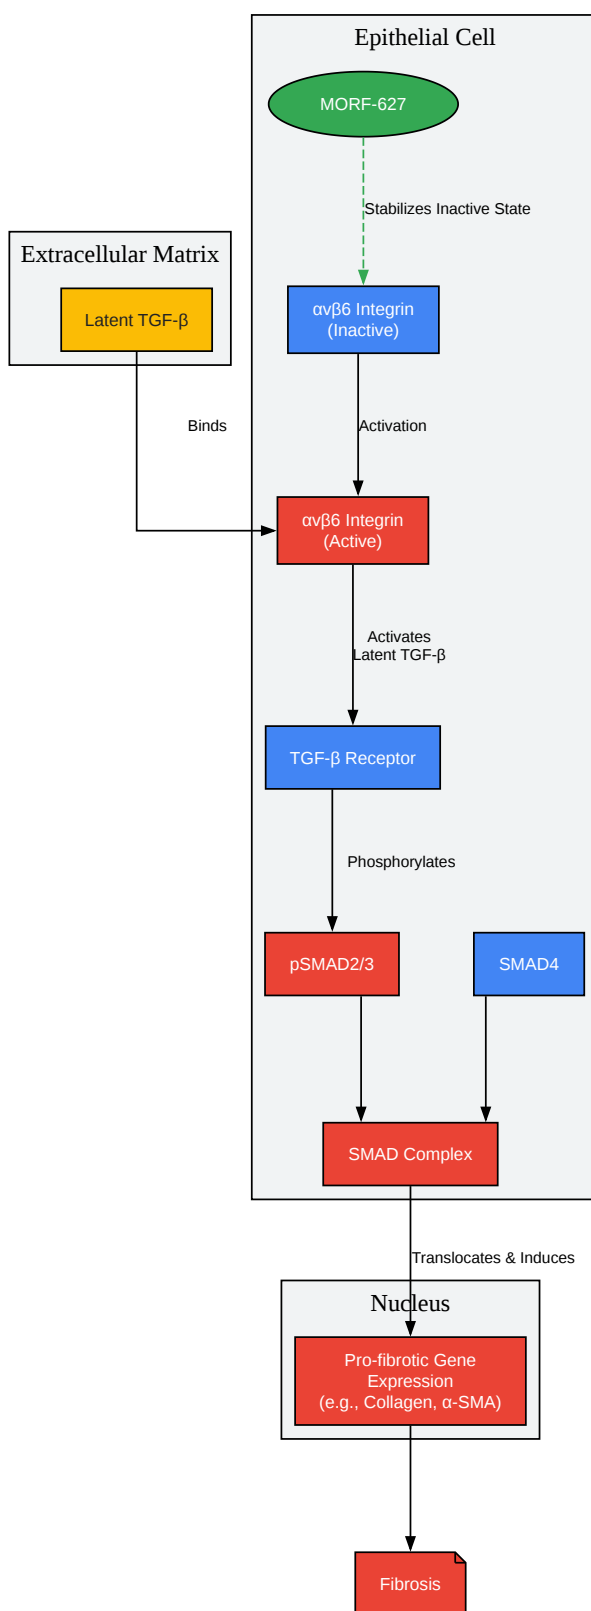 Epithelial Cell
MORF-627
Stabilizes Inactive State
Extracellular Matrix
Latent TGF-β
αvβ6 Integrin
(Inactive)
Binds
Activation
αvβ6 Integrin
(Active)
Activates
Latent TGF-β
TGF-β Receptor
Phosphorylates
pSMAD2/3
SMAD4
SMAD Complex
Translocates & Induces
Nucleus
Pro-fibrotic Gene
Expression
(e.g., Collagen, α-SMA)
Fibrosis